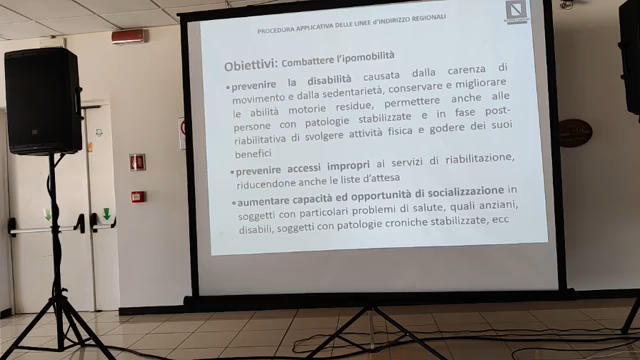 PROCEDURA APPLICATIVA DELLE LINEE d'INDIRIZZO REGIONALI
Obiettivi: Combattere l'ipomobilità
•prevenire la disabilità causata dalla carenza di
movimento e dalla sedentarietà, conservare e migliorare
le abilità motorie residue, permettere anche alle
persone con patologie stabilizzate e in fase post-
riabilitativa di svolgere attività fisica e godere dei suoi
benefici
•prevenire accessi impropri ai servizi di riabilitazione,
riducendone anche le liste d'attesa
•aumentare capacità ed opportunità di socializzazione in
soggetti con particolari problemi di salute, quali anziani,
disabili, soggetti con patologie croniche stabilizzate, ecc